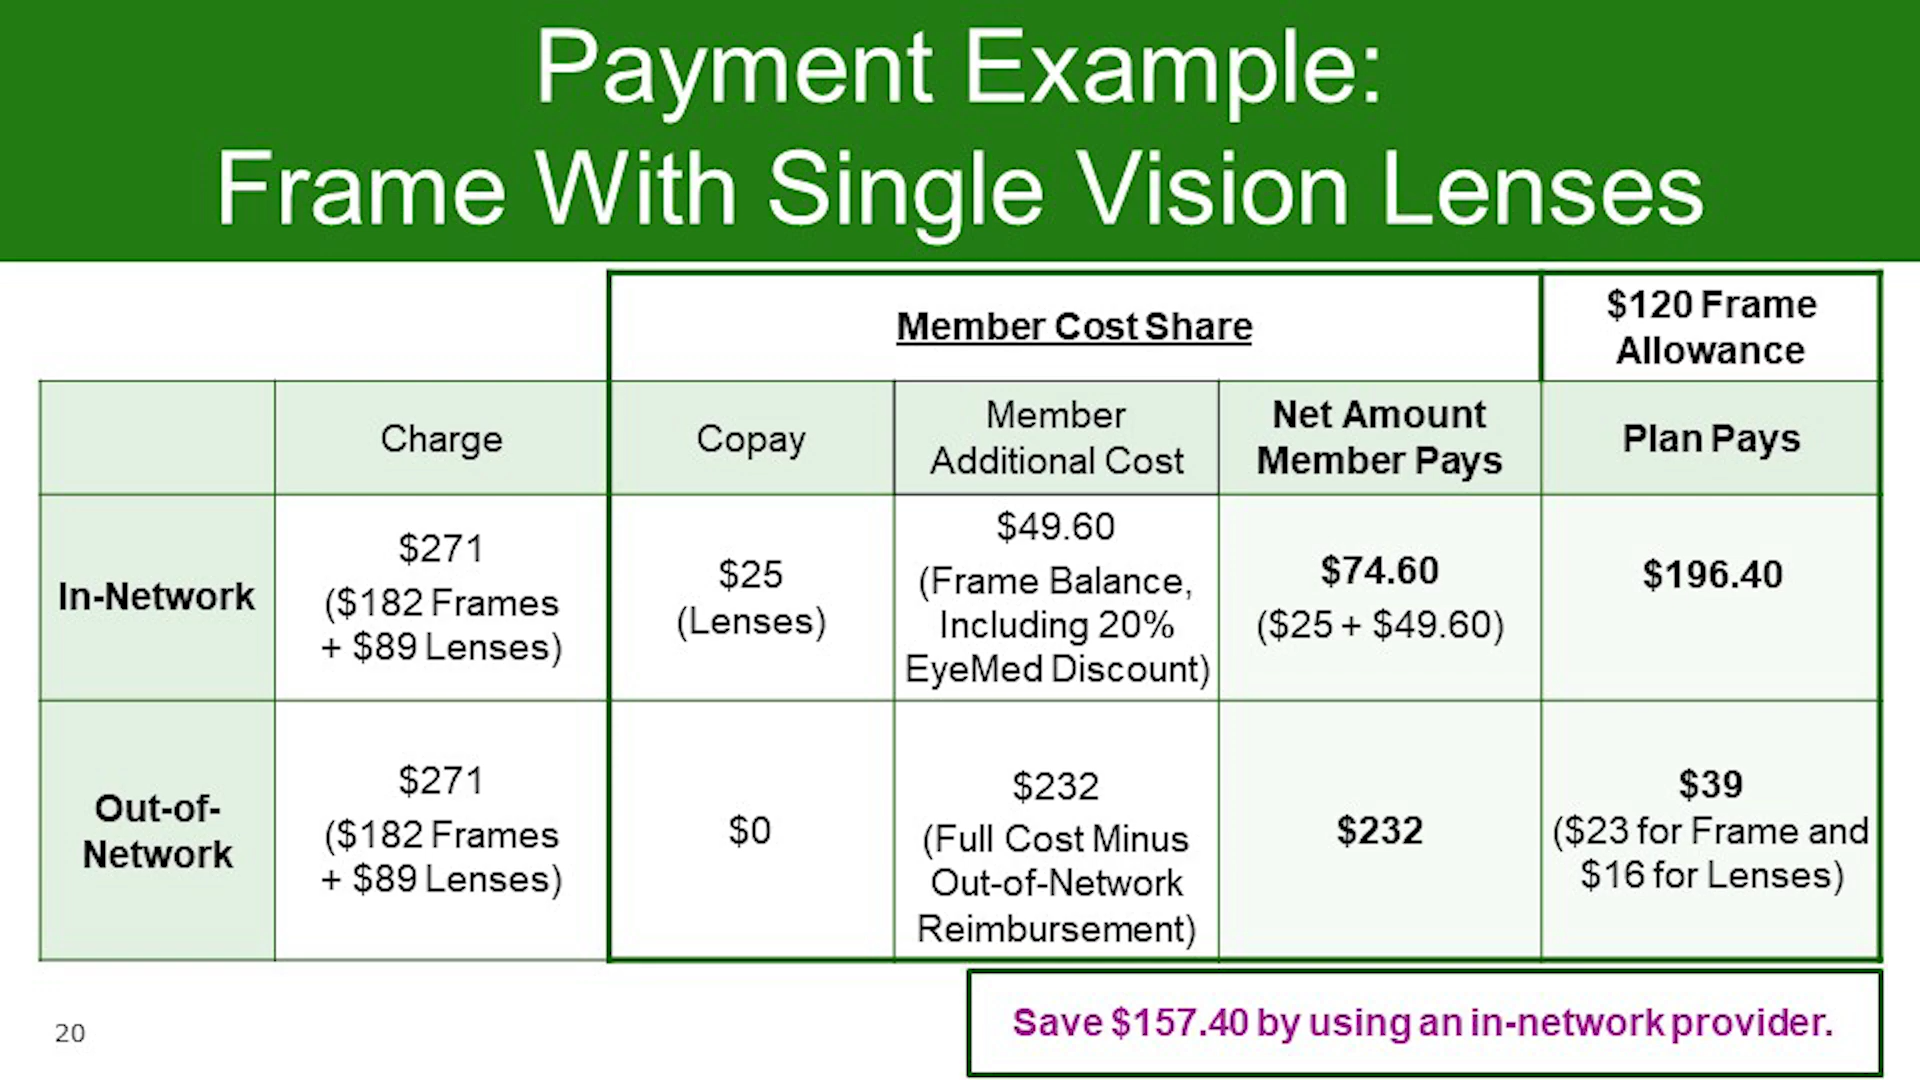 Payment Example:
Frame With Single Vision Lenses
Member Cost Share
$120 Frame
Allowance
Charge
Copay
Member
Additional Cost
Net Amount
Member Pays
Plan Pays
In-Network
$271
($182 Frames
+ $89 Lenses)
$25
(Lenses)
$49.60
(Frame Balance,
Including 20%
EyeMed Discount)
$74.60
($25 + $49.60)
$196.40
Out-of-
Network
$271
($182 Frames
+ $89 Lenses)
$0
$232
(Full Cost Minus
Out-of-Network
Reimbursement)
$232
$39
($23 for Frame and
$16 for Lenses)
Save $157.40 by using an in-network provider.
20